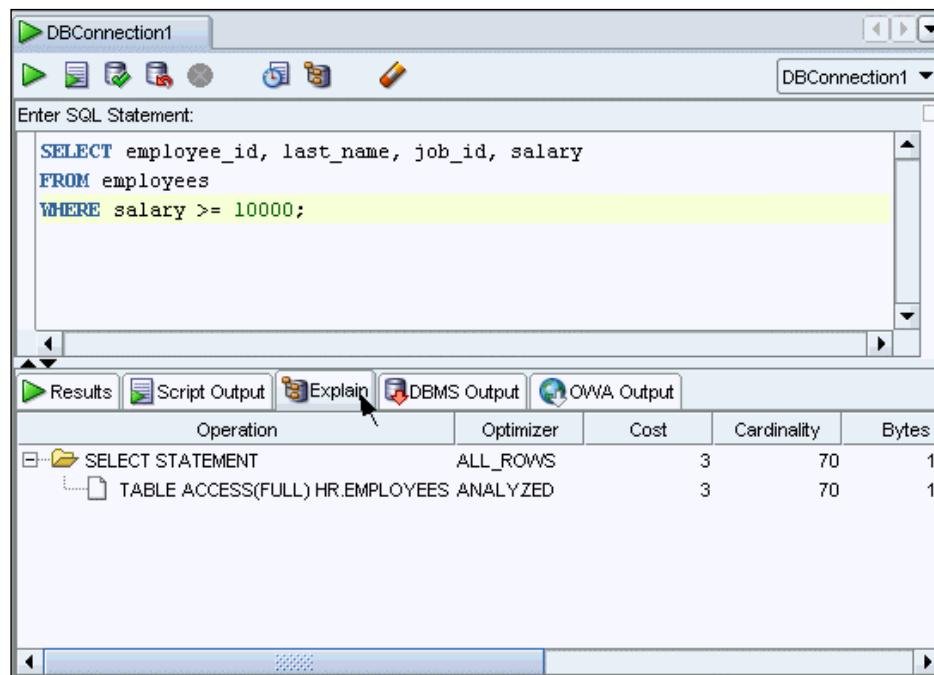 DBConnection1
DBConnection1
Enter SQL Statement:
SELECT employee_id, last_name, job_id, salary
FROM employees
WHERE salary >= 10000;
Results Script Output Explain DBMS Output OWA Output
Operation Optimizer Cost Cardinality Bytes
SELECT STATEMENT ALL_ROWS 3 70 1
TABLE ACCESS(FULL) HR.EMPLOYEES ANALYZED 3 70 1